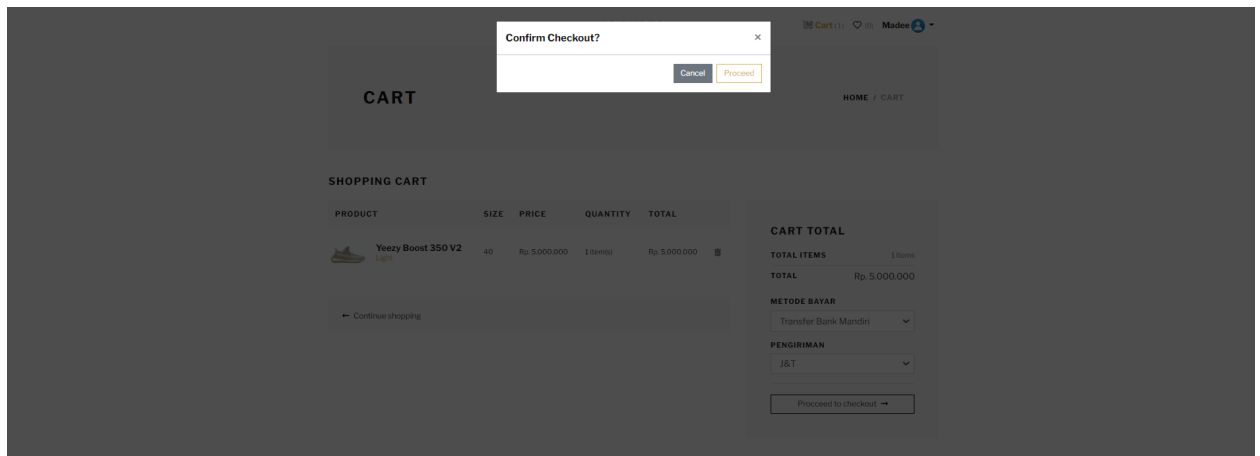 Cart (1) (0) Madee
Confirm Checkout? ×
Cancel Proceed
CART
HOME / CART
SHOPPING CART
PRODUCT SIZE PRICE QUANTITY TOTAL
Yeezy Boost 350 V2
Light
40 Rp. 5.000.000 1 item(s) Rp. 5.000.000
← Continue shopping
CART TOTAL
TOTAL ITEMS 1 items
TOTAL Rp. 5.000.000
METODE BAYAR
Transfer Bank Mandiri
PENGIRIMAN
J&T
Procceed to checkout →